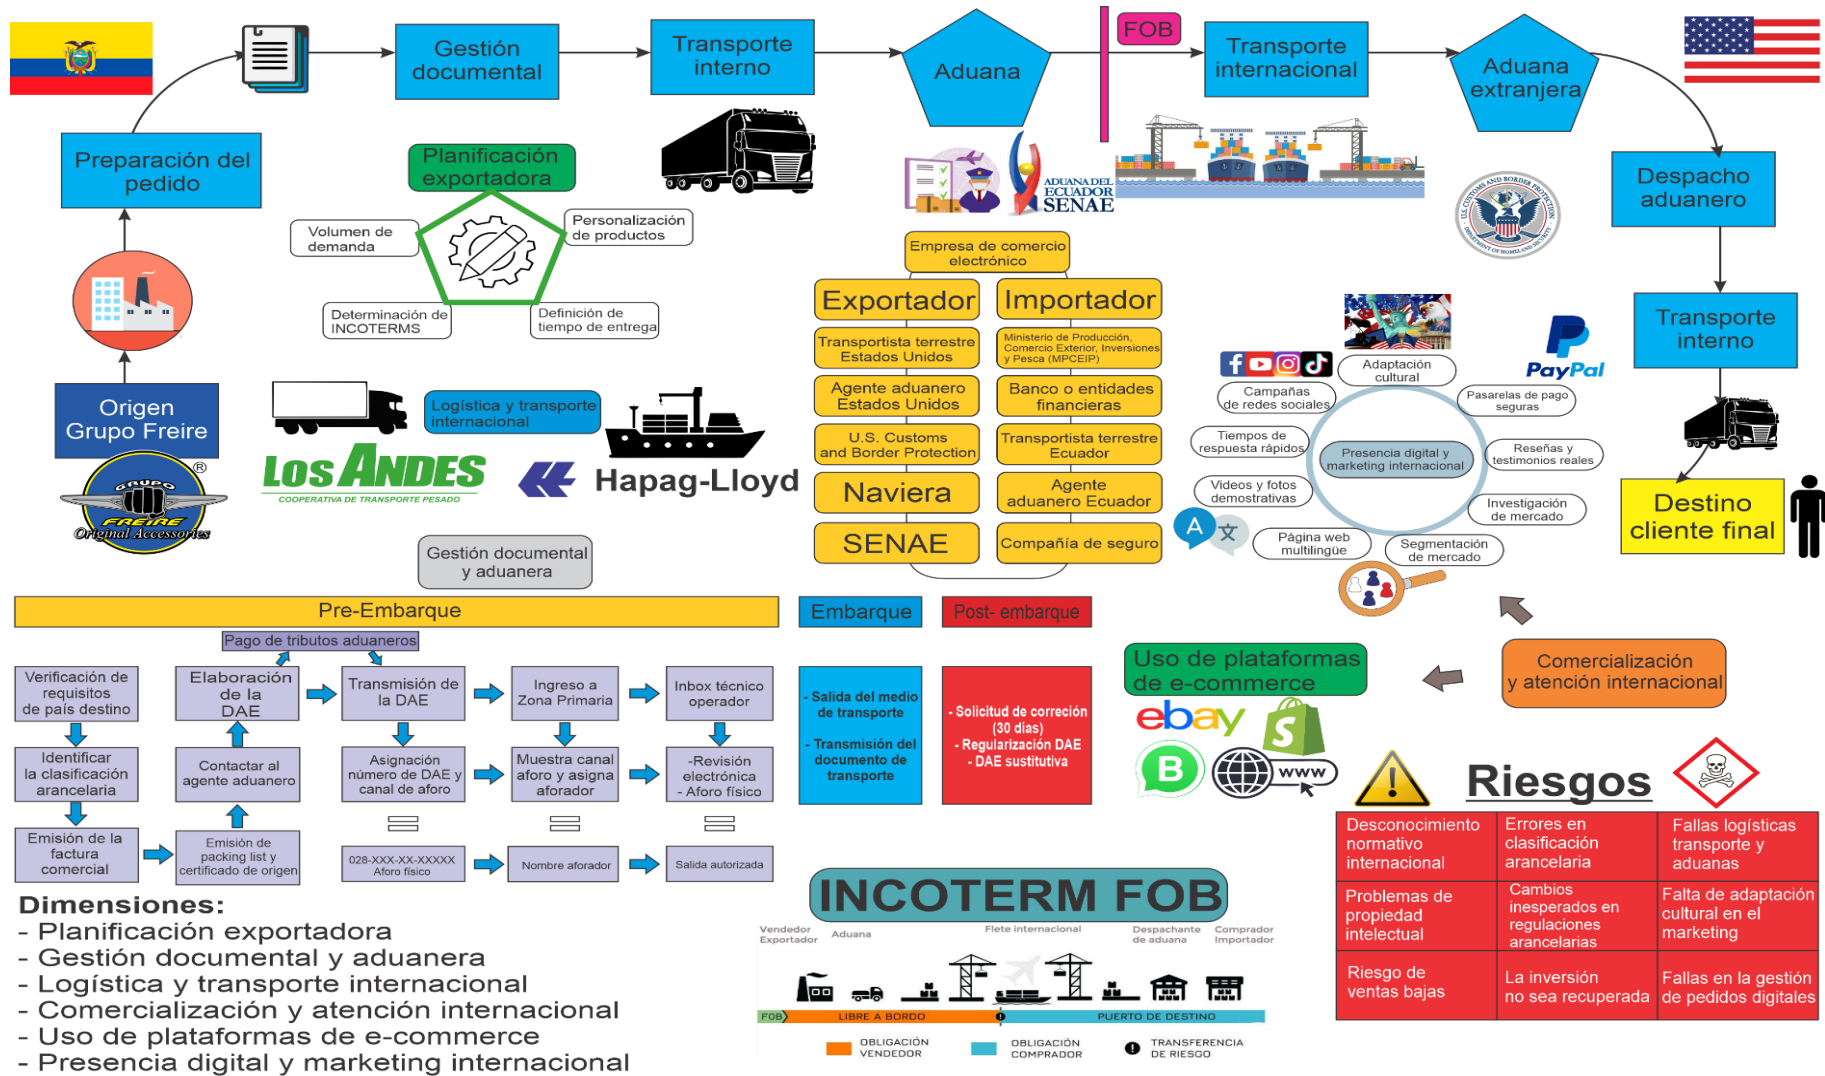 Gestión
documental
Transporte
interno
Aduana
FOB
Transporte
internacional
Aduana
extranjera
Preparación del
pedido
Despacho
aduanero
Transporte
interno
Destino
cliente final
Origen
Grupo Freire
GRUPO
FREIRE
Original Accessories
®
Planificación
exportadora
Volumen de
demanda
Personalización
de productos
Determinación de
INCOTERMS
Definición de
tiempo de entrega
ADUANA DEL
ECUADOR
SENAE
U.S. CUSTOMS AND BORDER PROTECTION
DEPARTMENT OF HOMELAND SECURITY
Logística y transporte
internacional
LOS ANDES
COOPERATIVA DE TRANSPORTE PESADO
Hapag-Lloyd
Empresa de comercio
electrónico
Exportador
Transportista terrestre
Estados Unidos
Agente aduanero
Estados Unidos
U.S. Customs
and Border Protection
Naviera
SENAE
Importador
Ministerio de Producción,
Comercio Exterior, Inversiones
y Pesca (MPCEIP)
Banco o entidades
financieras
Transportista terrestre
Ecuador
Agente
aduanero Ecuador
Compañía de seguro
Adaptación
cultural
PayPal
Campañas
de redes sociales
Pasarelas de pago
seguras
Tiempos de
respuesta rápidos
Presencia digital y
marketing internacional
Reseñas y
testimonios reales
Videos y fotos
demostrativas
Investigación
de mercado
A
文
Página web
multilingüe
Segmentación
de mercado
Gestión documental
y aduanera
Pre-Embarque
Embarque
Post- embarque
Pago de tributos aduaneros
Verificación de
requisitos
de país destino
Elaboración
de la
DAE
Transmisión de
la DAE
Ingreso a
Zona Primaria
Inbox técnico
operador
Identificar
la clasificación
arancelaria
Contactar al
agente aduanero
Asignación
número de DAE y
canal de aforo
Muestra canal
aforo y asigna
aforador
-Revisión
electrónica
- Aforo físico
Emisión de la
factura
comercial
Emisión de
packing list y
certificado de origen
028-XXX-XX-XXXXX
Aforo físico
Nombre aforador
Salida autorizada
- Salida del medio
de transporte
- Transmisión del
documento de
transporte
- Solicitud de correción
(30 días)
- Regularización DAE
- DAE sustitutiva
Uso de plataformas
de e-commerce
Comercialización
y atención internacional
ebay
S
B
www
Riesgos
Desconocimiento
normativo
internacional
Errores en
clasificación
arancelaria
Fallas logísticas
transporte y
aduanas
Problemas de
propiedad
intelectual
Cambios
inesperados en
regulaciones
arancelarias
Falta de adaptación
cultural en el
marketing
Riesgo de
ventas bajas
La inversión
no sea recuperada
Fallas en la gestión
de pedidos digitales
Dimensiones:
- Planificación exportadora
- Gestión documental y aduanera
- Logística y transporte internacional
- Comercialización y atención internacional
- Uso de plataformas de e-commerce
- Presencia digital y marketing internacional
INCOTERM FOB
Vendedor
Exportador
Aduana
Flete internacional
Despachante
de aduana
Comprador
Importador
FOB
LIBRE A BORDO
PUERTO DE DESTINO
OBLIGACIÓN
VENDEDOR
OBLIGACIÓN
COMPRADOR
TRANSFERENCIA
DE RIESGO